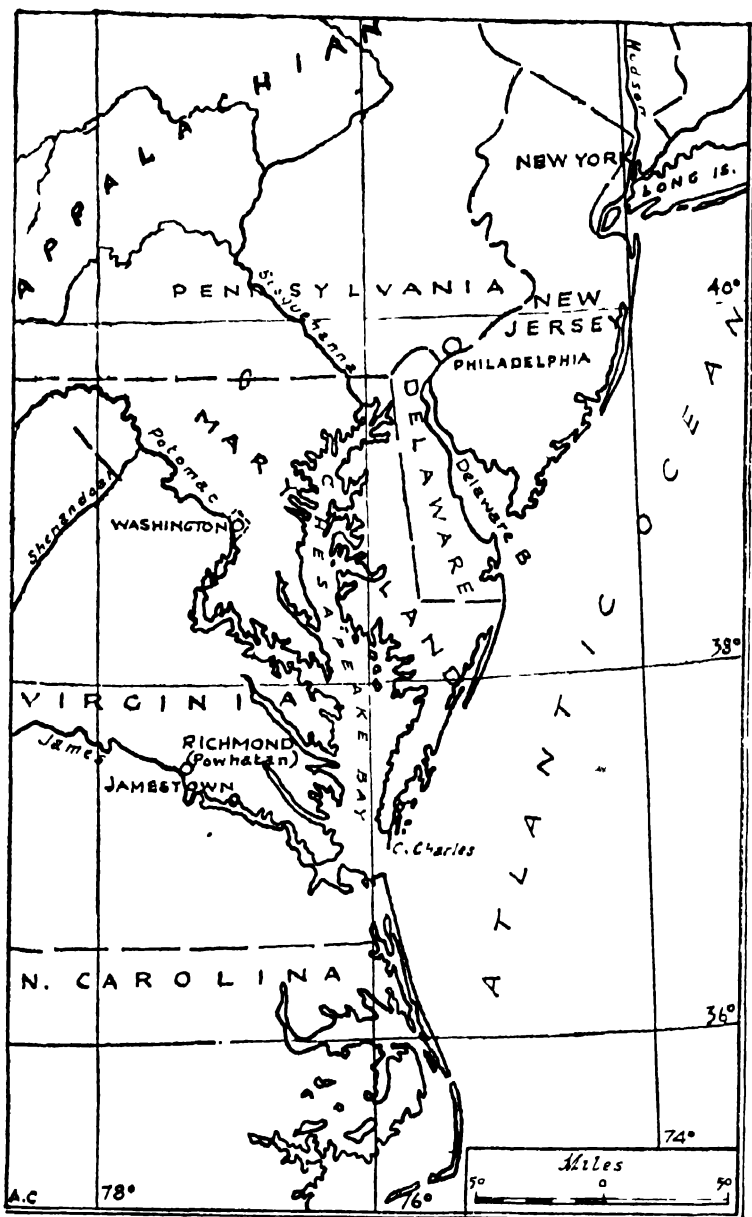 APPALACHIAN
Hudson
NEW YORK
LONG IS.
PENNSYLVANIA
Susquehanna
40°
NEW
JERSEY
PHILADELPHIA
DELAWARE
MARYLAND
Potomac
Shenandoah
WASHINGTON
CHESAPEAKE BAY
Delaware B
ATLANTIC OCEAN
38°
VIRGINIA
James
RICHMOND
(Powhatan)
JAMESTOWN
C. Charles
N. CAROLINA
36°
74°
Miles
50 0 50
A.C
78°
76°